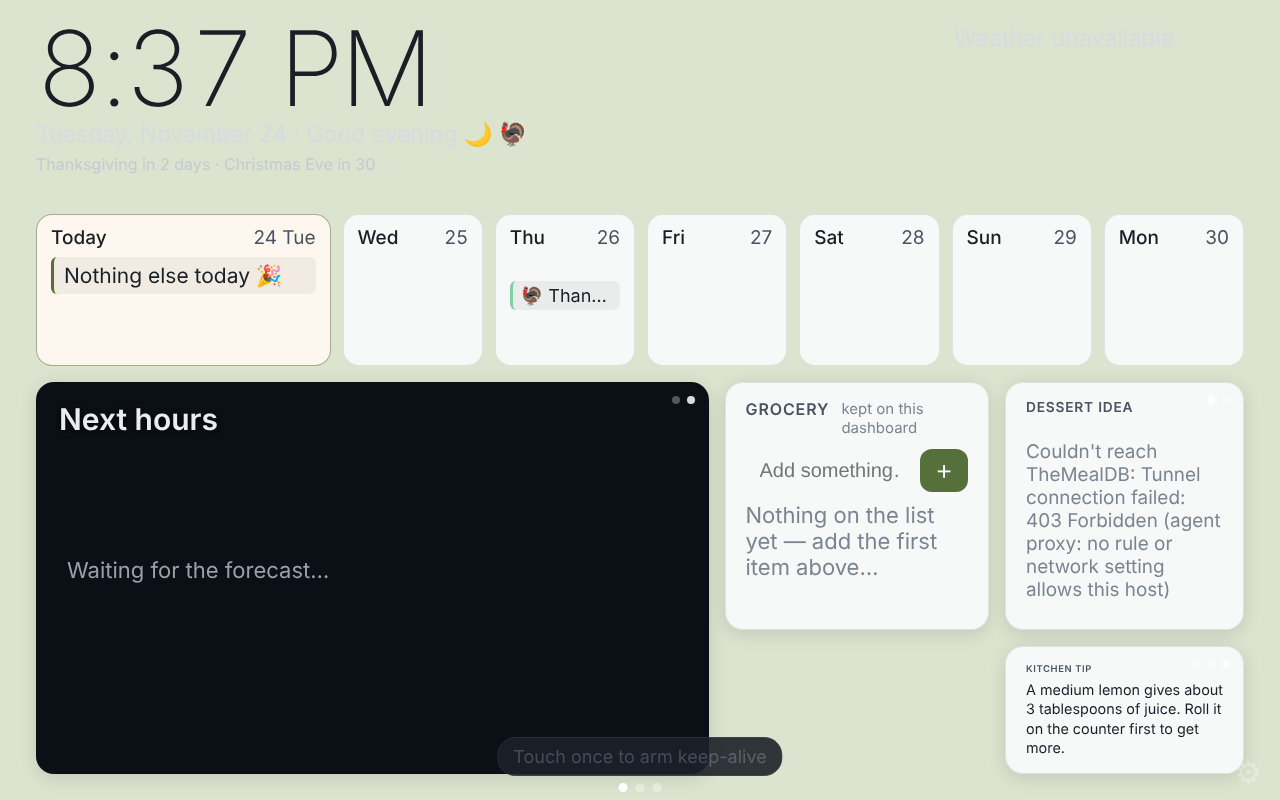 8:37 PM
Weather unavailable
Tuesday, November 24 · Good evening 🌙 🦃
Thanksgiving in 2 days · Christmas Eve in 30
Today 24 Tue
Nothing else today 🎉
Wed 25
Thu 26
🦃 Than...
Fri 27
Sat 28
Sun 29
Mon 30
Next hours
Waiting for the forecast...
GROCERY kept on this
dashboard
Add something. +
Nothing on the list
yet — add the first
item above...
DESSERT IDEA
Couldn't reach
TheMealDB: Tunnel
connection failed:
403 Forbidden (agent
proxy: no rule or
network setting
allows this host)
KITCHEN TIP
A medium lemon gives about
3 tablespoons of juice. Roll it
on the counter first to get
more.
Touch once to arm keep-alive